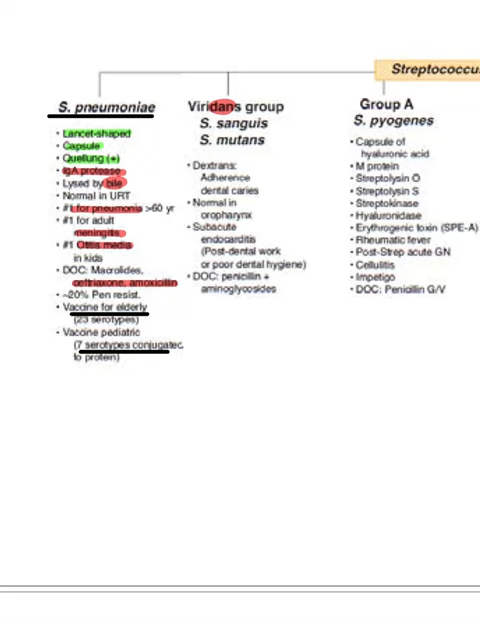 Streptococcus
S. pneumoniae
• Lancet-shaped
• Capsule
• Quellung (+)
• IgA protease
• Lysed by bile
• Normal in URT
• #1 for pneumonia >60 yr
• #1 for adult
meningitis
• #1 Otitis media
in kids
• DOC: Macrolides,
ceftriaxone, amoxicillin
• ~20% Pen resist.
• Vaccine for elderly
(23 serotypes)
• Vaccine pediatric
(7 serotypes conjugated
to protein)
Viridans group
S. sanguis
S. mutans
• Dextrans:
Adherence
dental caries
• Normal in
oropharynx
• Subacute
endocarditis
(Post-dental work
or poor dental hygiene)
• DOC: penicillin +
aminoglycosides
Group A
S. pyogenes
• Capsule of
hyaluronic acid
• M protein
• Streptolysin O
• Streptolysin S
• Streptokinase
• Hyaluronidase
• Erythrogenic toxin (SPE-A)
• Rheumatic fever
• Post-Strep acute GN
• Cellulitis
• Impetigo
• DOC: Penicillin G/V